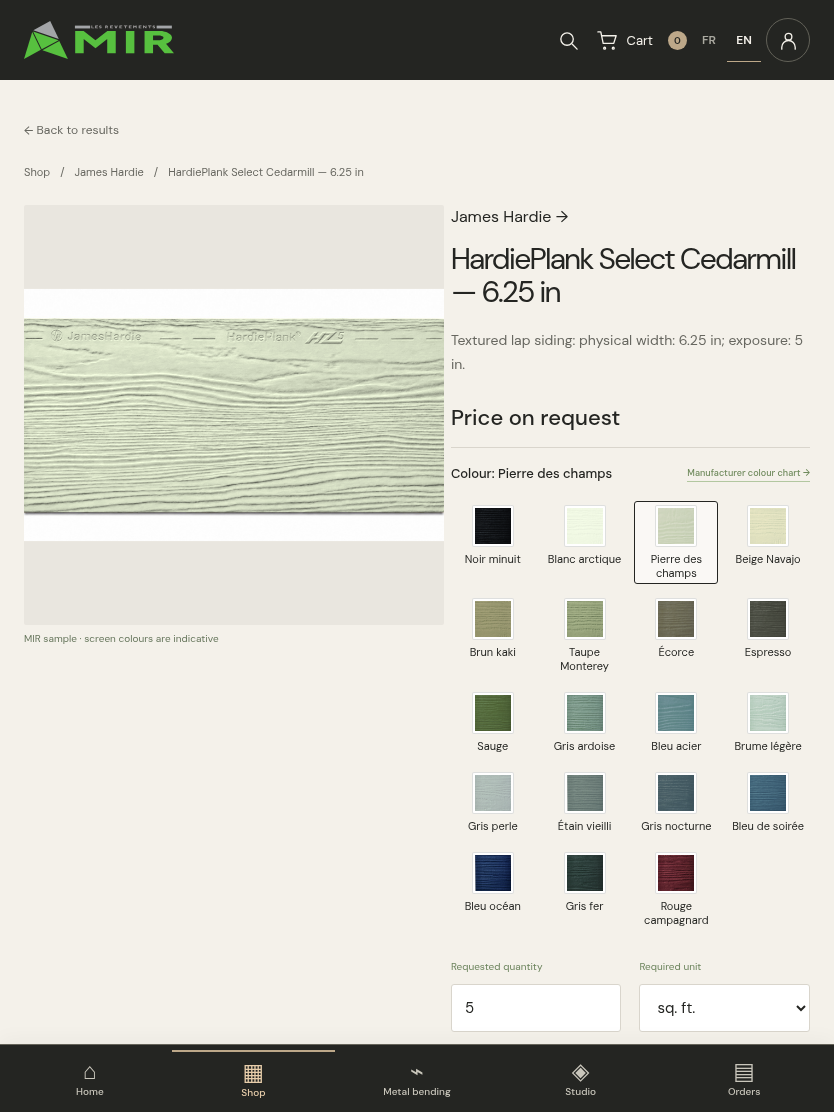 LES REVÊTEMENTS
MIR
Cart
0
FR
EN
← Back to results
Shop / James Hardie / HardiePlank Select Cedarmill — 6.25 in
JamesHardie
HardiePlank® HZ5
MIR sample · screen colours are indicative
James Hardie →
HardiePlank Select Cedarmill
— 6.25 in
Textured lap siding: physical width: 6.25 in; exposure: 5
in.
Price on request
Colour: Pierre des champs
Manufacturer colour chart →
Noir minuit
Blanc arctique
Pierre des
champs
Beige Navajo
Brun kaki
Taupe
Monterey
Écorce
Espresso
Sauge
Gris ardoise
Bleu acier
Brume légère
Gris perle
Étain vieilli
Gris nocturne
Bleu de soirée
Bleu océan
Gris fer
Rouge
campagnard
Requested quantity
Required unit
5
sq. ft.
Home
Shop
Metal bending
Studio
Orders